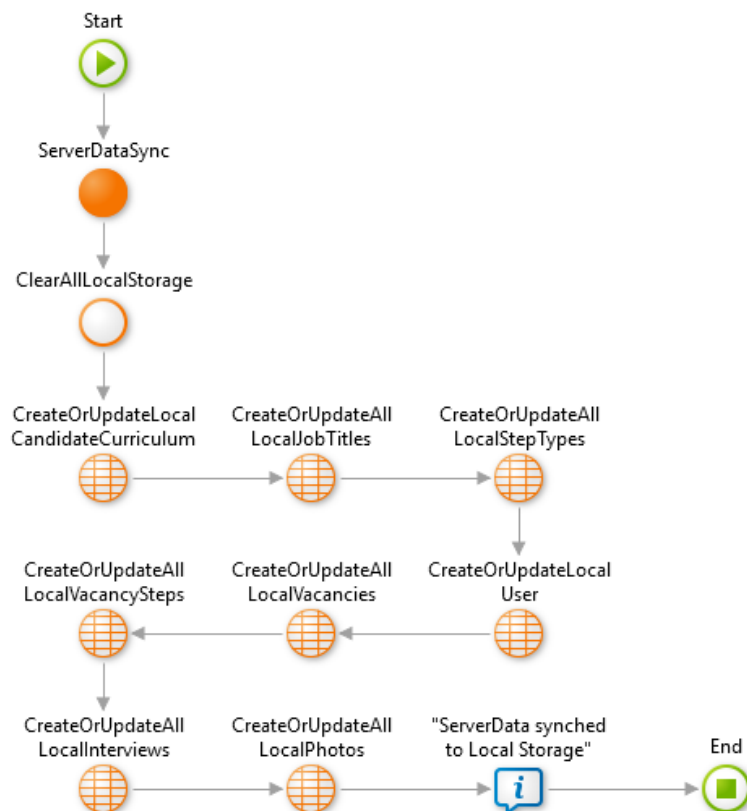 Start
ServerDataSync
ClearAllLocalStorage
CreateOrUpdateLocal
CandidateCurriculum
CreateOrUpdateAll
LocalJobTitles
CreateOrUpdateAll
LocalStepTypes
CreateOrUpdateLocal
User
CreateOrUpdateAll
LocalVacancies
CreateOrUpdateAll
LocalVacancySteps
CreateOrUpdateAll
LocalInterviews
CreateOrUpdateAll
LocalPhotos
"ServerData synched
to Local Storage"
End